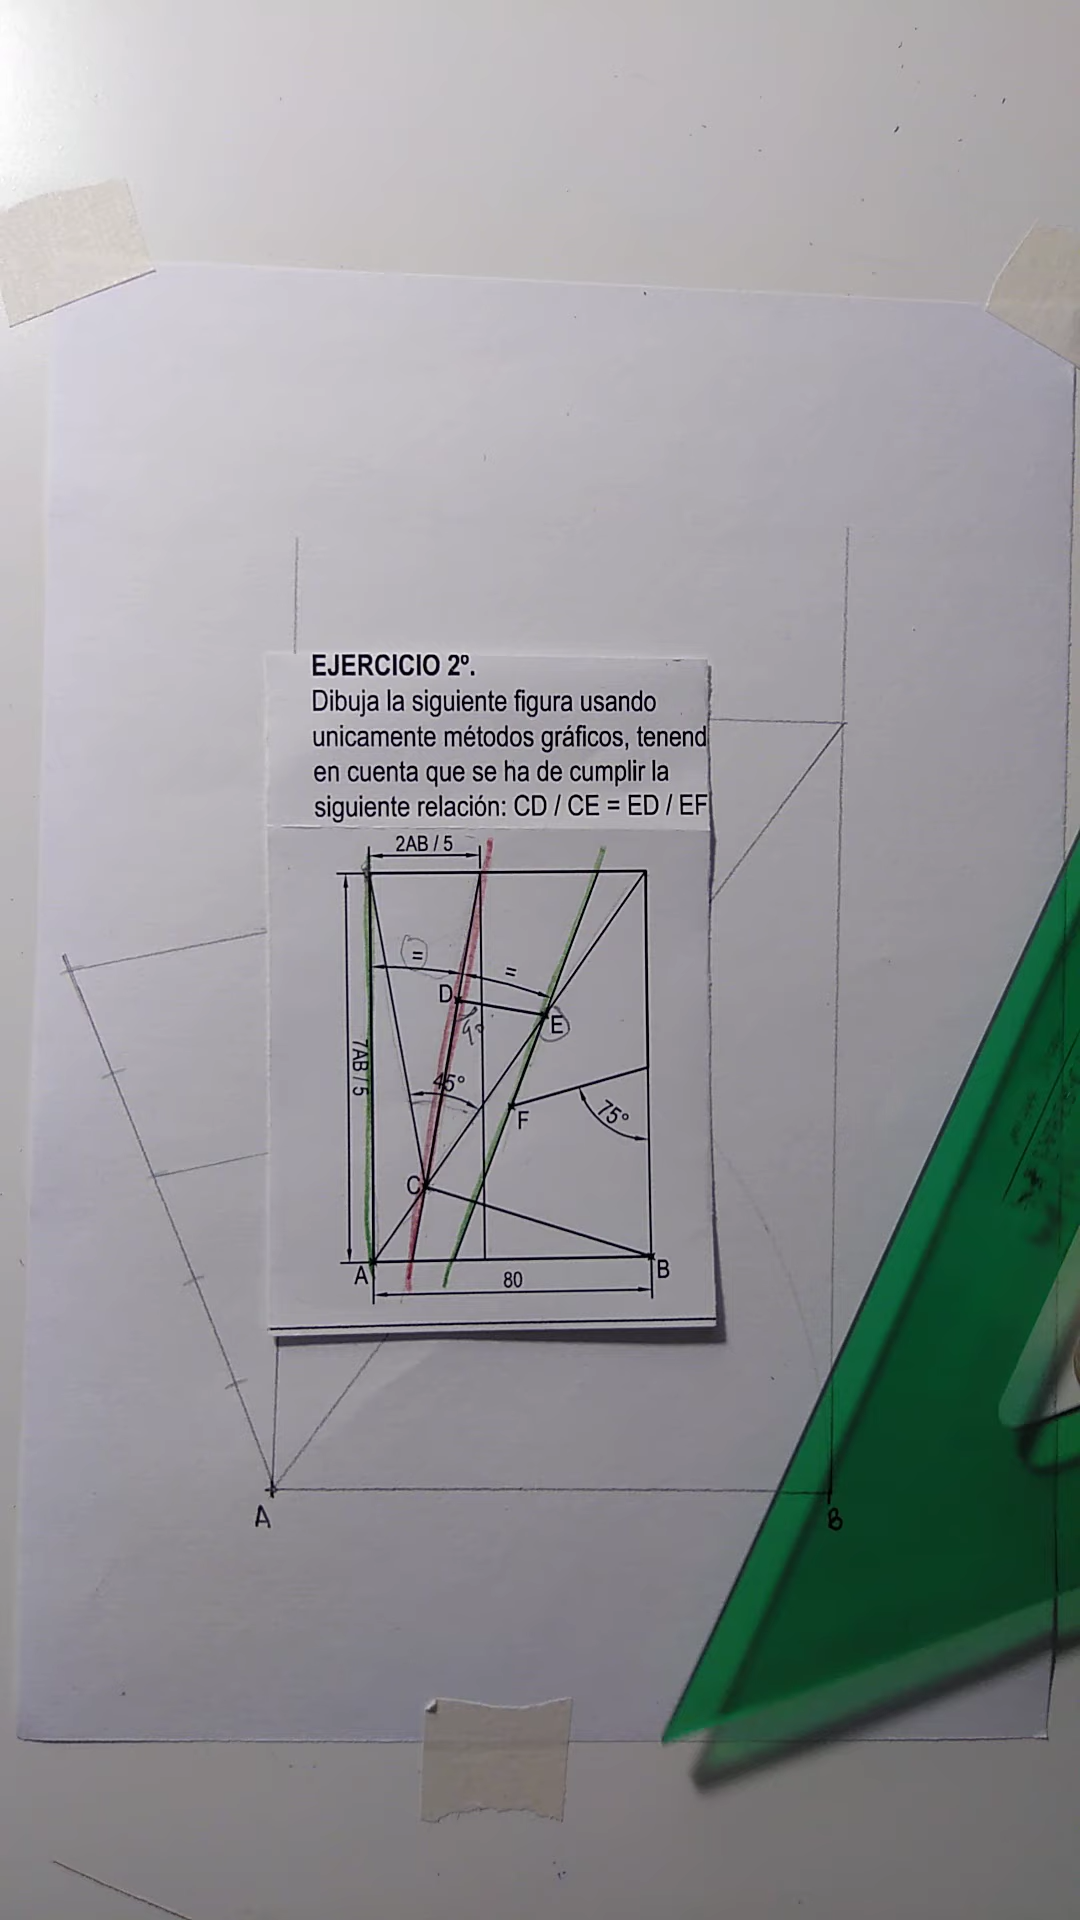 EJERCICIO 2º.
Dibuja la siguiente figura usando
unicamente métodos gráficos, tenend
en cuenta que se ha de cumplir la
siguiente relación: CD / CE = ED / EF
2AB / 5
=
=
D
E
7AB / 5
45°
F
75°
C
A
B
80
A
B